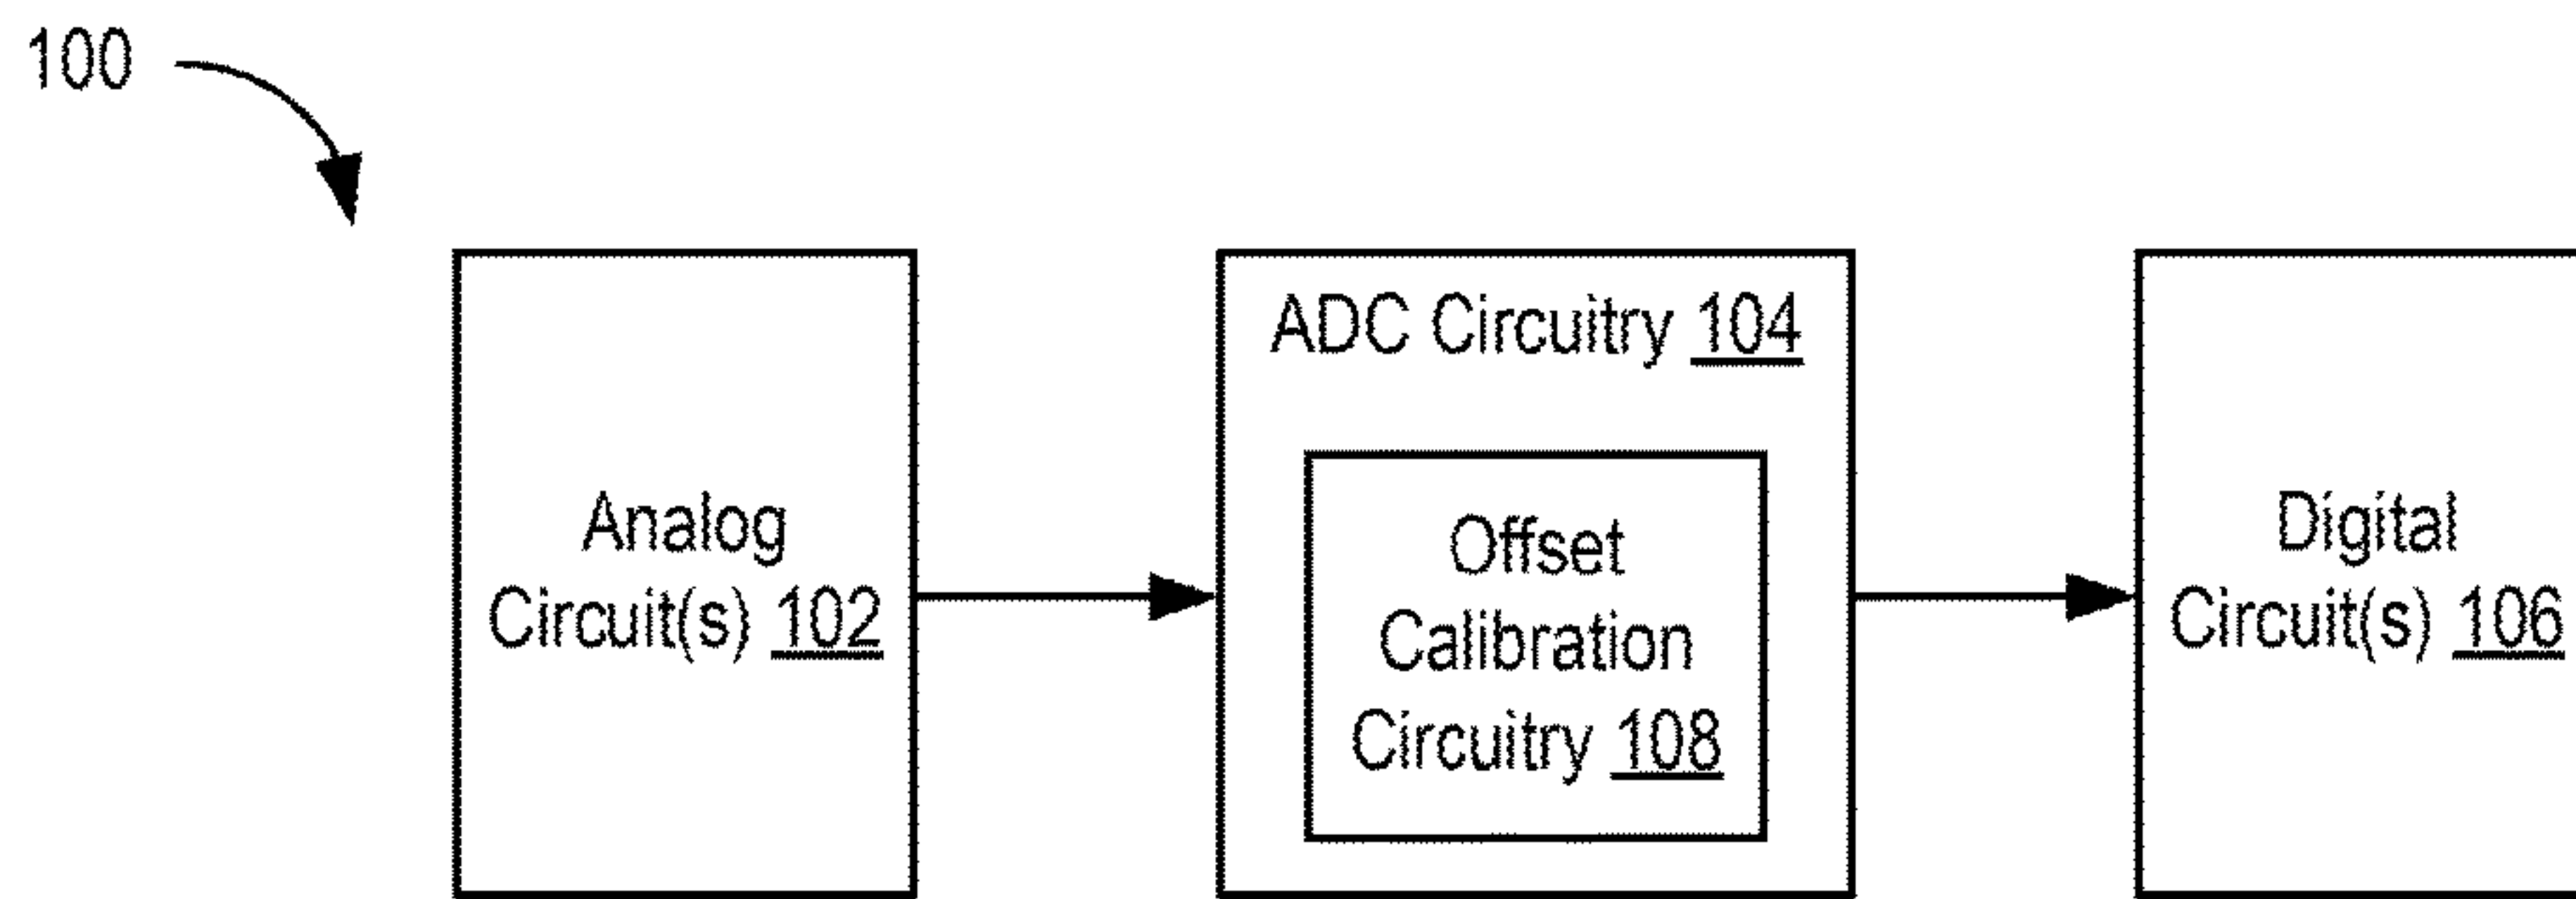 100
Analog
Circuit(s) 102
ADC Circuitry 104
Offset
Calibration
Circuitry 108
Digital
Circuit(s) 106